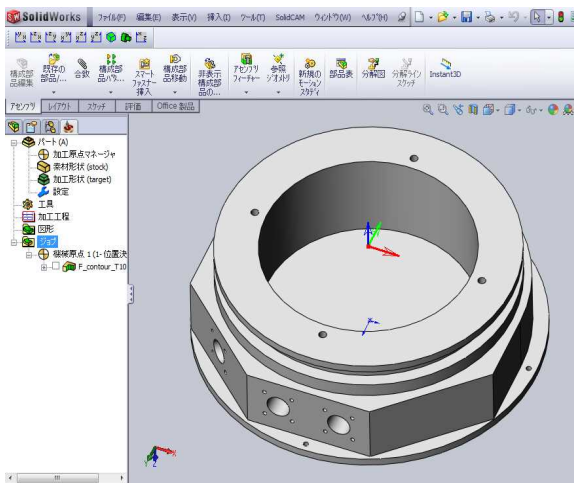 SolidWorks ファイル(F) 編集(E) 表示(V) 挿入(I) ツール(T) SolidCAM ウィンドウ(W) ヘルプ(H)
構成部品編集 既存の部品/... 合致 構成部品パタ... スマートファスナー挿入 構成部品移動 非表示構成部品の... アセンブリフィーチャー 参照ジオメトリ 新規のモーションスタディ 部品表 分解図 分解ラインスケッチ Instant3D
アセンブリ レイアウト スケッチ 評価 Office 製品
パート (A)
加工原点マネージャ
素材形状 (stock)
加工形状 (target)
設定
工具
加工工程
図形
ジョブ
機械原点 1 (1- 位置決
F_contour_T10